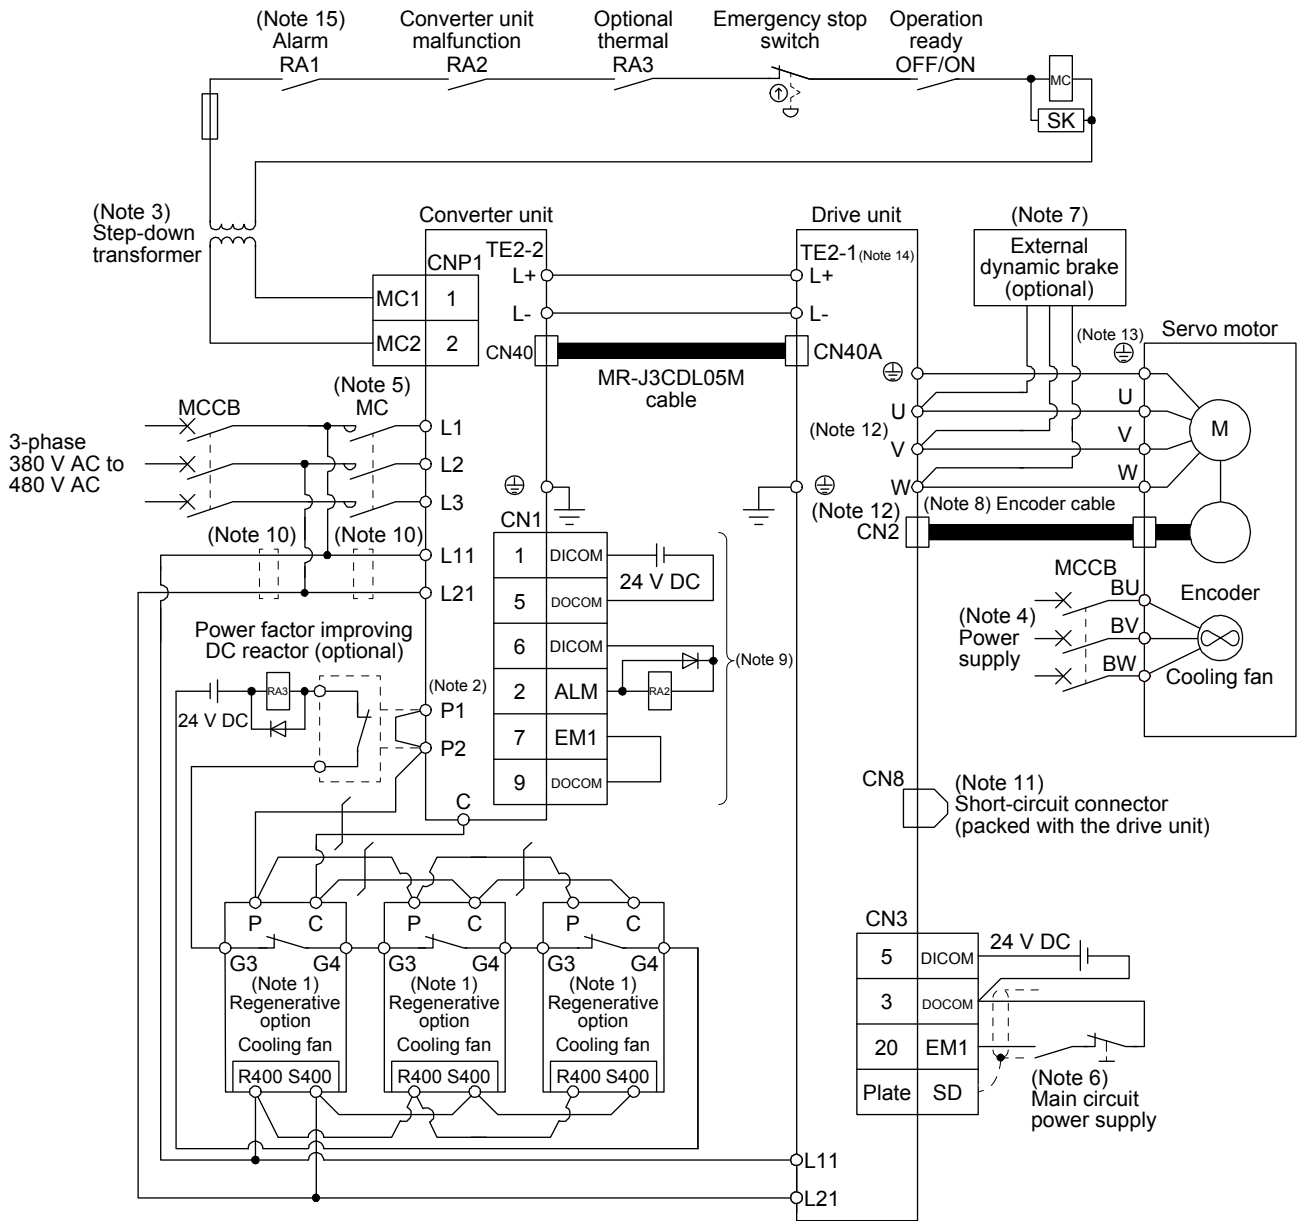 (Note 15)
Alarm
RA1
Converter unit
malfunction
RA2
Optional
thermal
RA3
Emergency stop
switch
Operation
ready
OFF/ON
MC
SK
(Note 3)
Step-down
transformer
Converter unit
CNP1
MC1 1
MC2 2
TE2-2
L+
L-
CN40
MR-J3CDL05M
cable
Drive unit
TE2-1 (Note 14)
L+
L-
CN40A
(Note 7)
External
dynamic brake
(optional)
(Note 13)
Servo motor
U
V
W
M
U
(Note 12) V
W
(Note 12)
CN2
(Note 8) Encoder cable
Encoder
MCCB
BU
BV
BW
(Note 4)
Power
supply
Cooling fan
3-phase
380 V AC to
480 V AC
MCCB
(Note 5)
MC
L1
L2
L3
(Note 10)
(Note 10)
L11
L21
CN1
1 DICOM
5 DOCOM
6 DICOM
2 ALM
7 EM1
9 DOCOM
24 V DC
RA2
(Note 9)
Power factor improving
DC reactor (optional)
RA3
24 V DC
(Note 2)
P1
P2
C
CN8
(Note 11)
Short-circuit connector
(packed with the drive unit)
P C
G3 G4
(Note 1)
Regenerative
option
Cooling fan
R400 S400
P C
G3 G4
(Note 1)
Regenerative
option
Cooling fan
R400 S400
P C
G3 G4
(Note 1)
Regenerative
option
Cooling fan
R400 S400
CN3
5 DICOM
3 DOCOM
20 EM1
Plate SD
24 V DC
(Note 6)
Main circuit
power supply
L11
L21